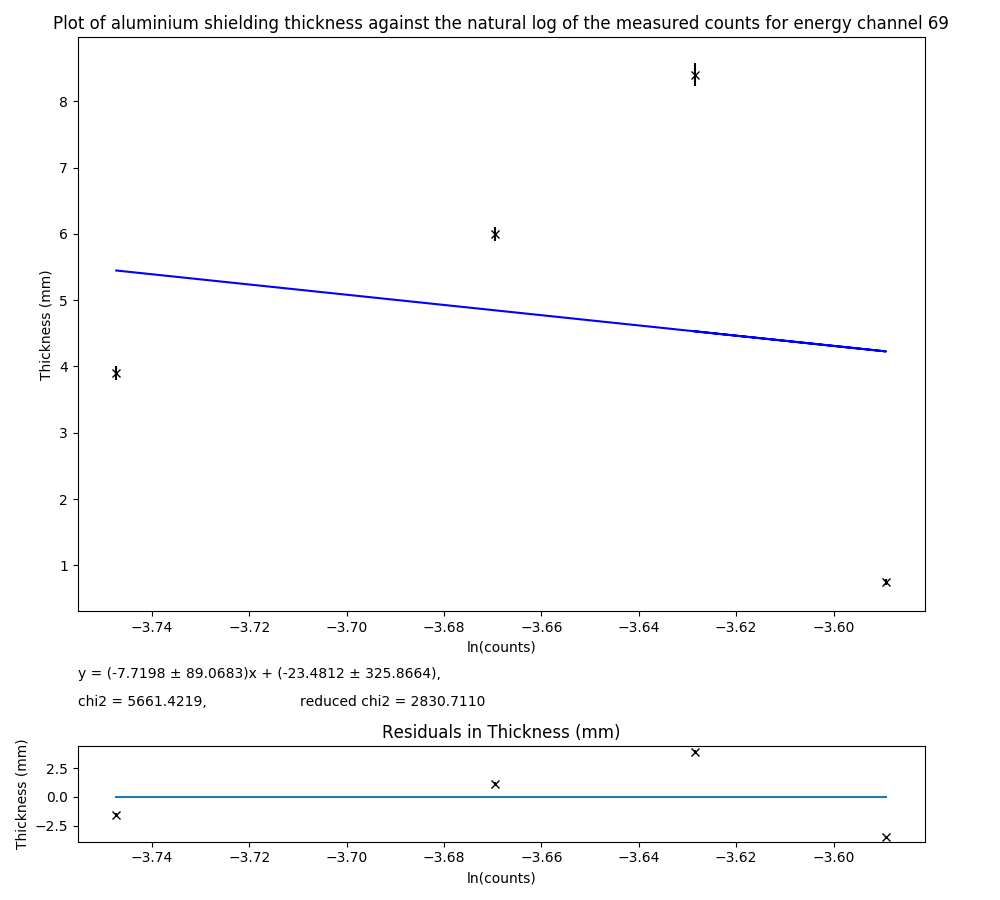 Plot of aluminium shielding thickness against the natural log of the measured counts for energy channel 69
8
7
6
5
4
3
2
1
Thickness (mm)
−3.74 −3.72 −3.70 −3.68 −3.66 −3.64 −3.62 −3.60
ln(counts)
y = (-7.7198 ± 89.0683)x + (-23.4812 ± 325.8664),
chi2 = 5661.4219, reduced chi2 = 2830.7110
Residuals in Thickness (mm)
2.5
0.0
−2.5
Thickness (mm)
−3.74 −3.72 −3.70 −3.68 −3.66 −3.64 −3.62 −3.60
ln(counts)